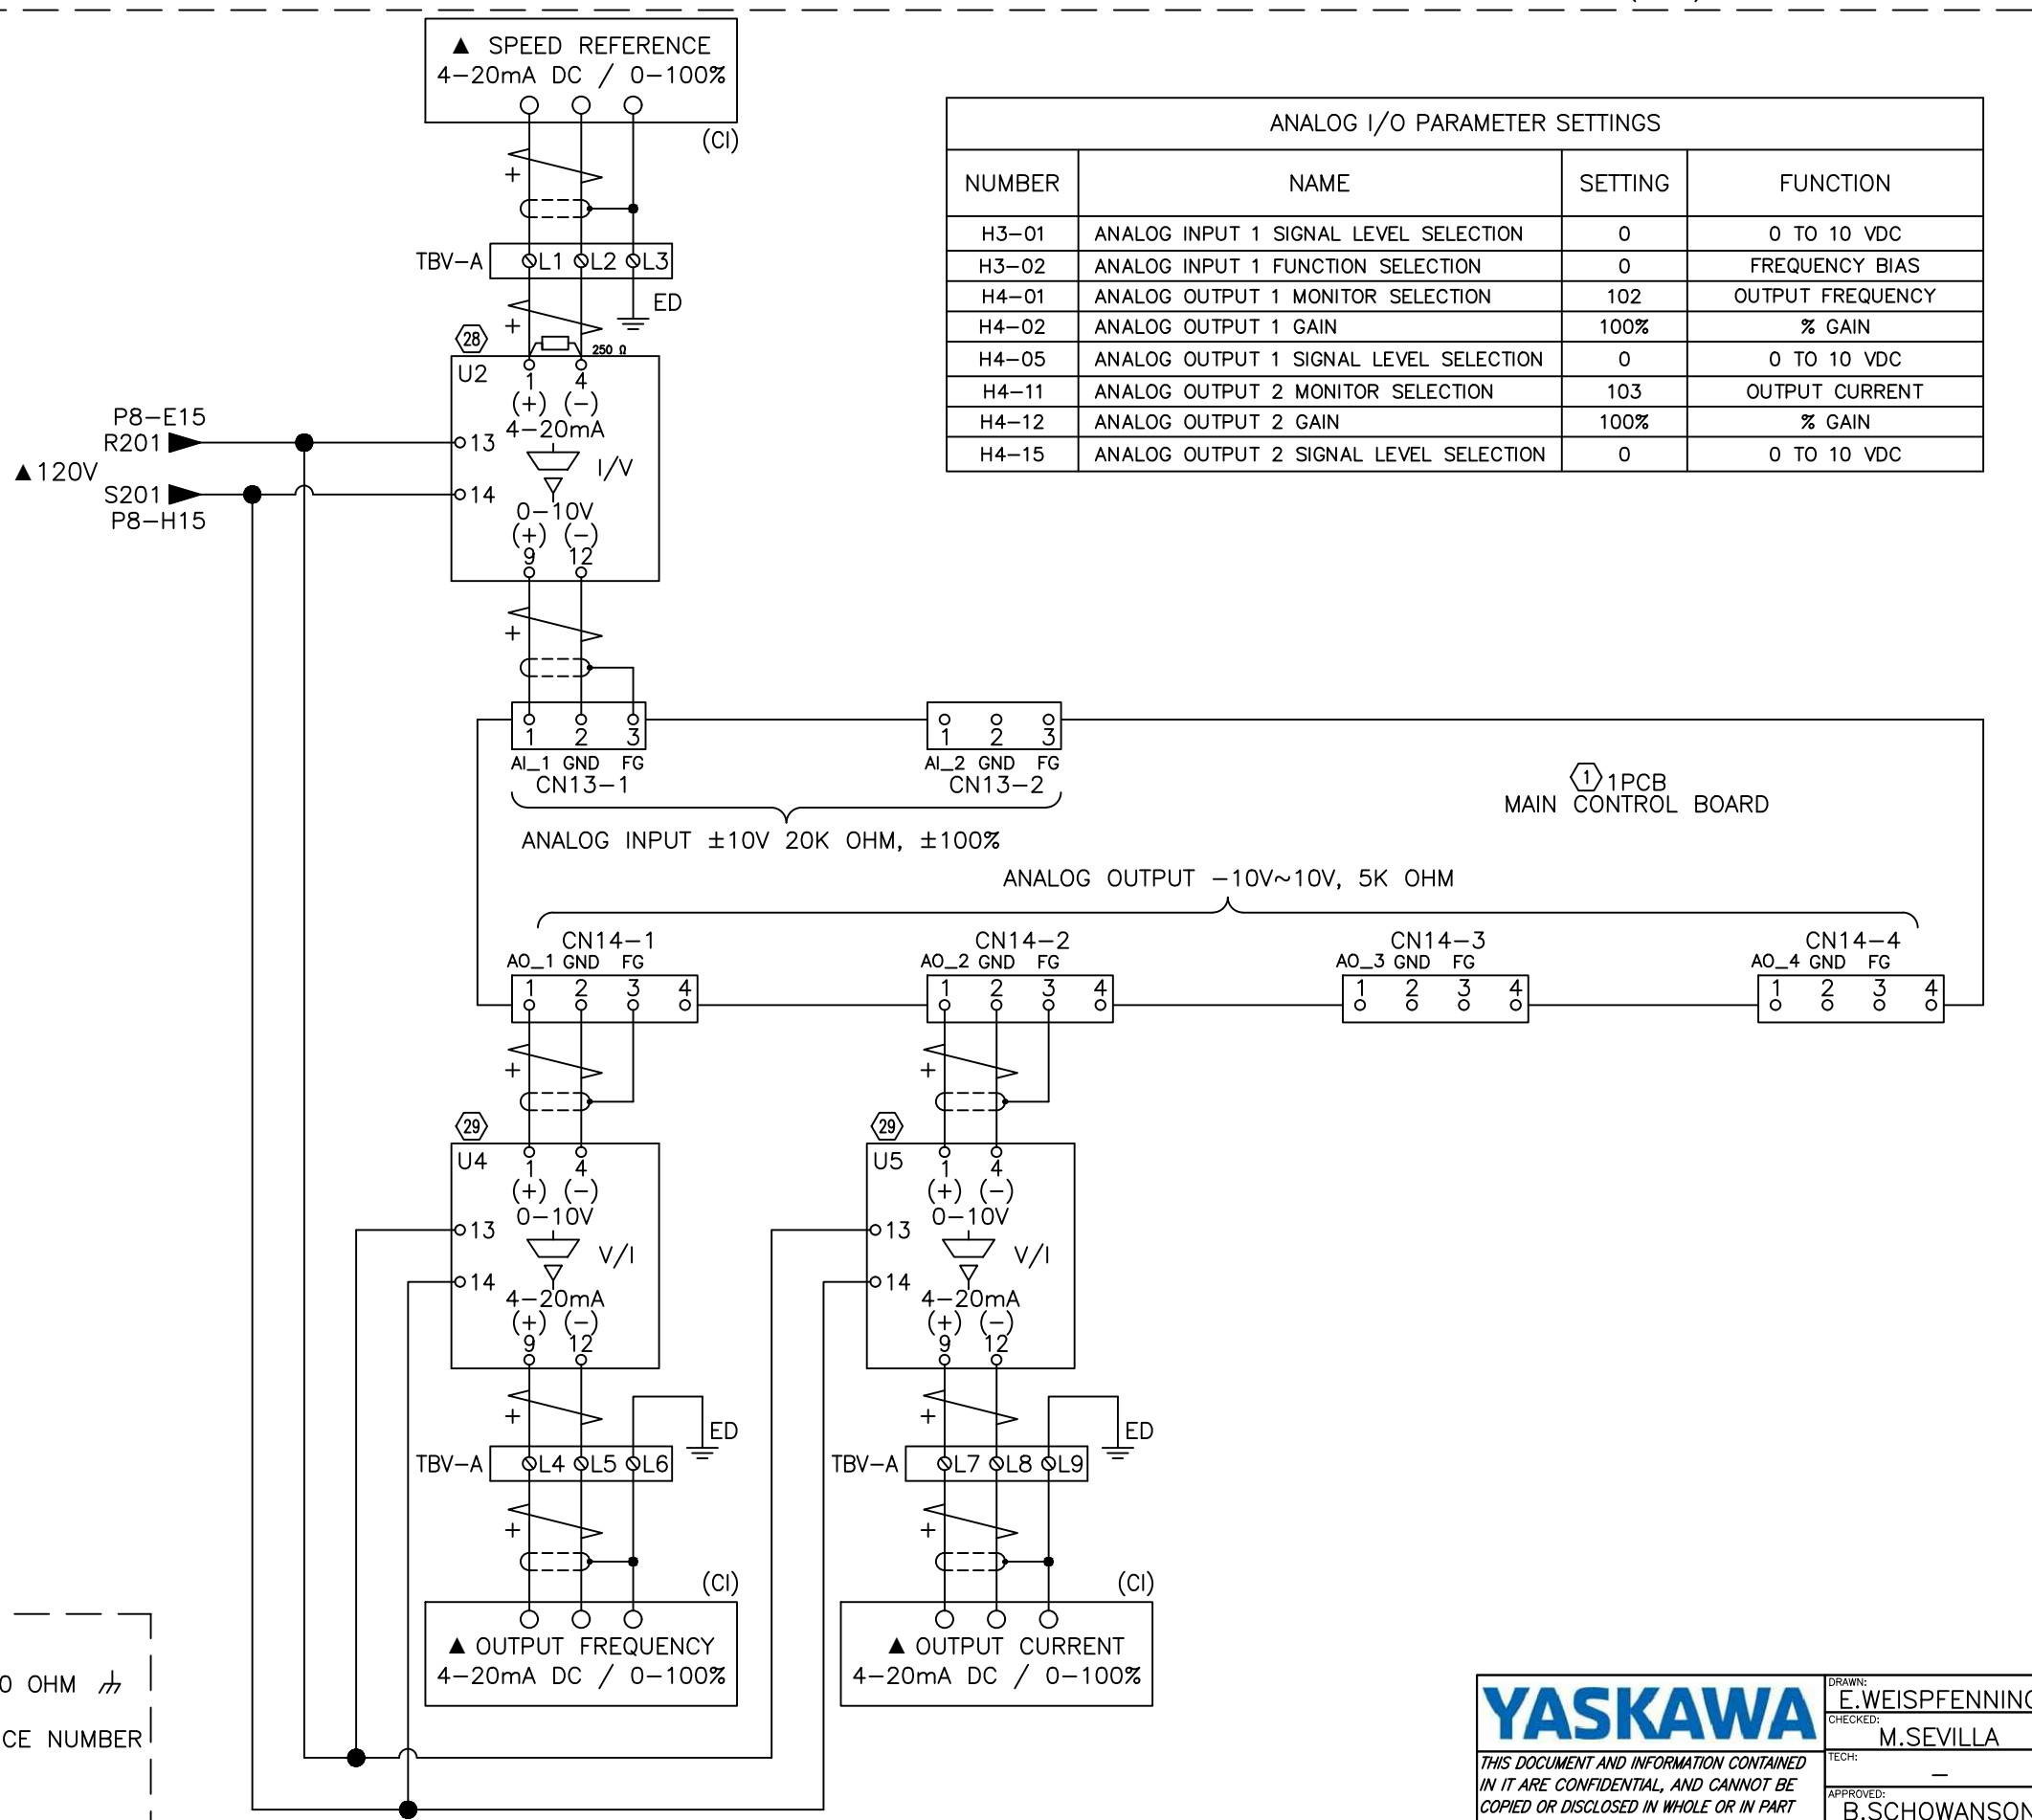 ▲ SPEED REFERENCE
4-20mA DC / 0-100%
(CI)
+
TBV-A L1 L2 L3
ED
+
28
250 Ω
U2
1 4
(+) (-)
4-20mA
P8-E15
R201
13
I/V
▲120V
S201
14
P8-H15
0-10V
(+) (-)
9 12
+
ANALOG I/O PARAMETER SETTINGS
NUMBER NAME SETTING FUNCTION
H3-01 ANALOG INPUT 1 SIGNAL LEVEL SELECTION 0 0 TO 10 VDC
H3-02 ANALOG INPUT 1 FUNCTION SELECTION 0 FREQUENCY BIAS
H4-01 ANALOG OUTPUT 1 MONITOR SELECTION 102 OUTPUT FREQUENCY
H4-02 ANALOG OUTPUT 1 GAIN 100% % GAIN
H4-05 ANALOG OUTPUT 1 SIGNAL LEVEL SELECTION 0 0 TO 10 VDC
H4-11 ANALOG OUTPUT 2 MONITOR SELECTION 103 OUTPUT CURRENT
H4-12 ANALOG OUTPUT 2 GAIN 100% % GAIN
H4-15 ANALOG OUTPUT 2 SIGNAL LEVEL SELECTION 0 0 TO 10 VDC
1 2 3
AI_1 GND FG
CN13-1
1 2 3
AI_2 GND FG
CN13-2
ANALOG INPUT ±10V 20K OHM, ±100%
1 1PCB
MAIN CONTROL BOARD
ANALOG OUTPUT -10V~10V, 5K OHM
CN14-1
AO_1 GND FG
1 2 3 4
CN14-2
AO_2 GND FG
1 2 3 4
CN14-3
AO_3 GND FG
1 2 3 4
CN14-4
AO_4 GND FG
1 2 3 4
+
29
U4
1 4
(+) (-)
0-10V
13
V/I
14
4-20mA
(+) (-)
9 12
+
ED
TBV-A L4 L5 L6
+
(CI)
▲ OUTPUT FREQUENCY
4-20mA DC / 0-100%
+
29
U5
1 4
(+) (-)
0-10V
13
V/I
14
4-20mA
(+) (-)
9 12
+
ED
TBV-A L7 L8 L9
+
(CI)
▲ OUTPUT CURRENT
4-20mA DC / 0-100%
0 OHM
CE NUMBER
YASKAWA
THIS DOCUMENT AND INFORMATION CONTAINED
IN IT ARE CONFIDENTIAL, AND CANNOT BE
COPIED OR DISCLOSED IN WHOLE OR IN PART
DRAWN:
E.WEISPFENNING
CHECKED:
M.SEVILLA
TECH:
-
APPROVED:
B.SCHOWANSON